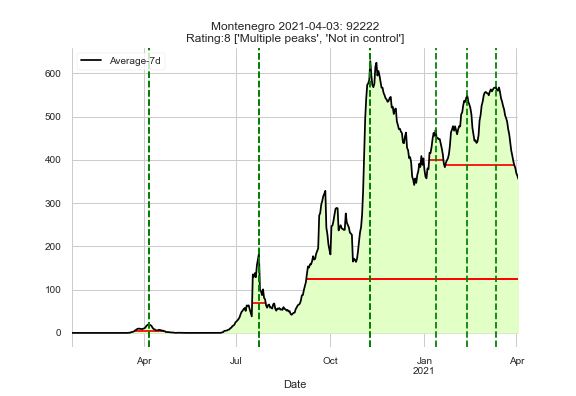 Montenegro 2021-04-03: 92222
Rating:8 ['Multiple peaks', 'Not in control']
Average-7d
600
500
400
300
200
100
0
Apr
Jul
Oct
Jan
2021
Apr
Date